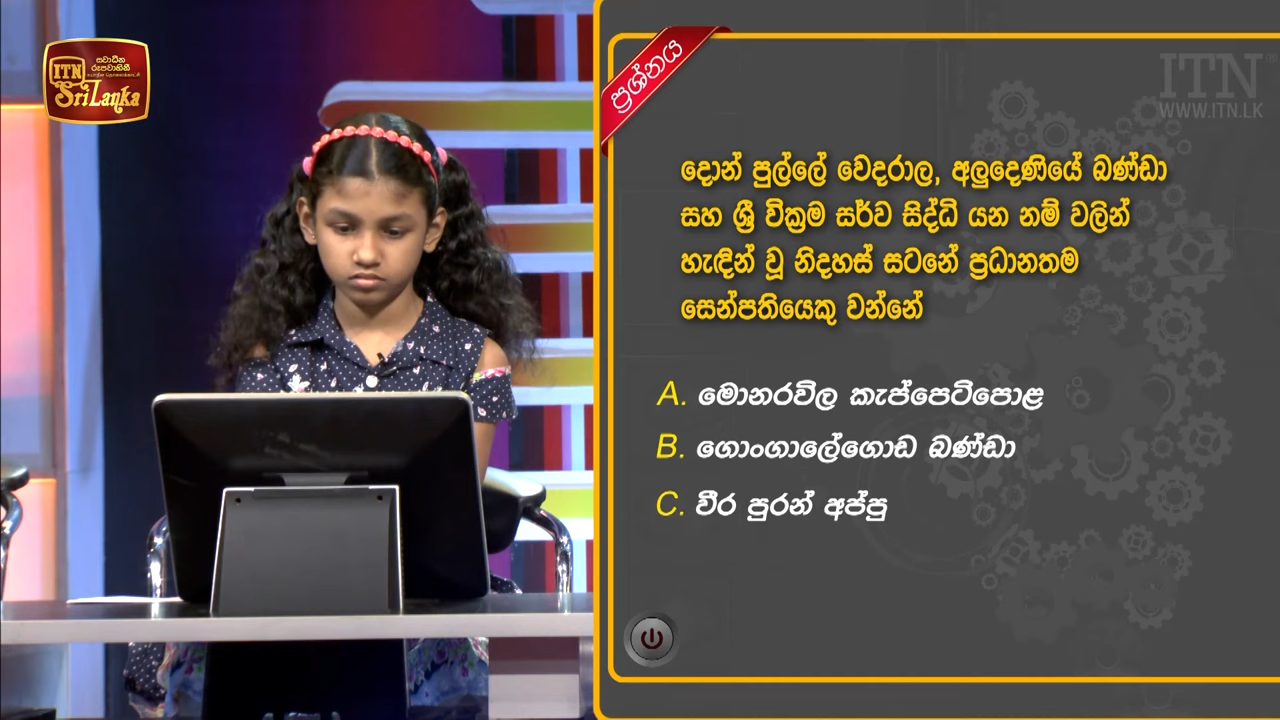 ITN
ස්වාධීන
රූපවාහිනී
Sri Lanka
ප්‍රශ්නය
ITN
WWW.ITN.LK
දොන් පුල්ලේ වෙදරාල, අලුදෙණියේ බණ්ඩා
සහ ශ්‍රී වික්‍රම සර්ව සිද්ධි යන නම් වලින්
හැඳින් වූ නිදහස් සටනේ ප්‍රධානතම
සෙන්පතියෙකු වන්නේ
A. මොනරවිල කැප්පෙටිපොළ
B. ගොංගාලේගොඩ බණ්ඩා
C. වීර පුරන් අප්පු